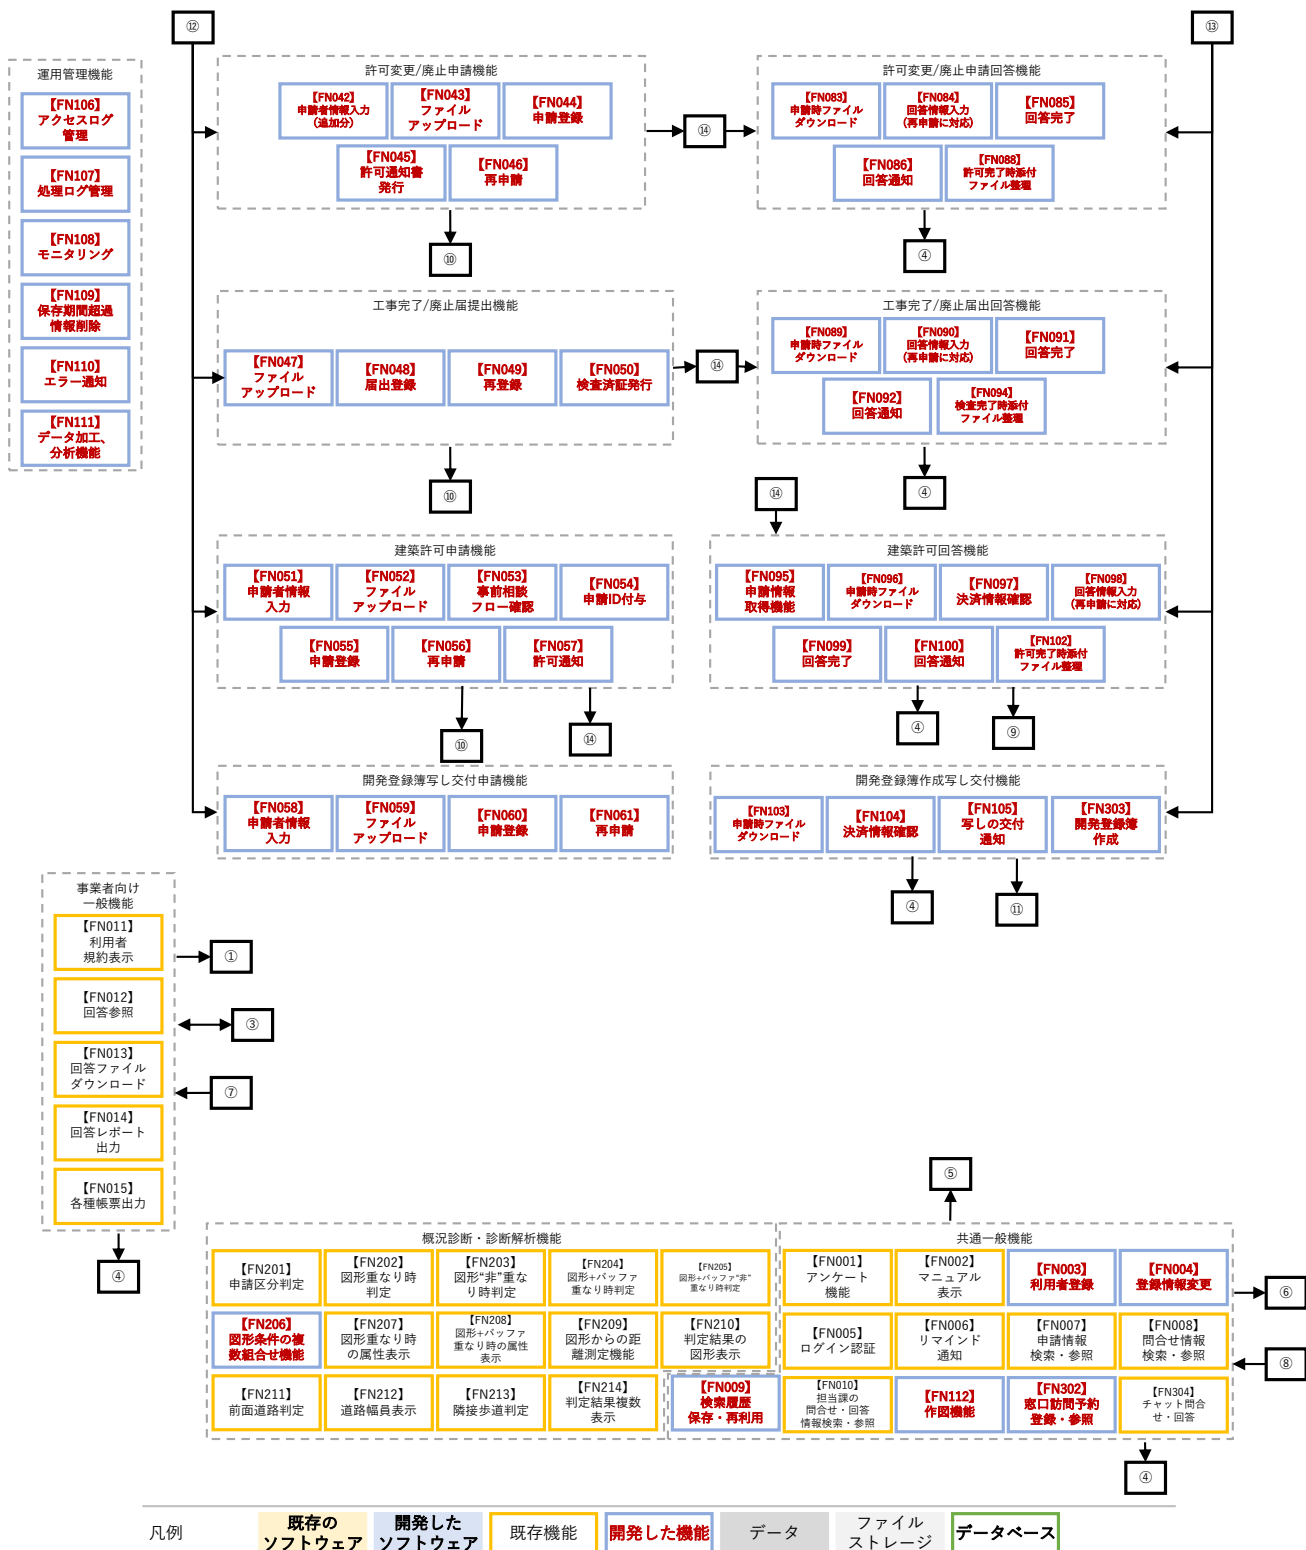 ⑫
⑬
運用管理機能
【FN106】
アクセスログ
管理
【FN107】
処理ログ管理
【FN108】
モニタリング
【FN109】
保存期間超過
情報削除
【FN110】
エラー通知
【FN111】
データ加工、
分析機能
許可変更/廃止申請機能
【FN042】
申請者情報入力
（追加分）
【FN043】
ファイル
アップロード
【FN044】
申請登録
【FN045】
許可通知書
発行
【FN046】
再申請
⑭
⑩
許可変更/廃止申請回答機能
【FN083】
申請時ファイル
ダウンロード
【FN084】
回答情報入力
（再申請に対応）
【FN085】
回答完了
【FN086】
回答通知
【FN088】
許可完了時添付
ファイル整理
④
工事完了/廃止届提出機能
【FN047】
ファイル
アップロード
【FN048】
届出登録
【FN049】
再登録
【FN050】
検査済証発行
⑭
⑩
工事完了/廃止届出回答機能
【FN089】
申請時ファイル
ダウンロード
【FN090】
回答情報入力
（再申請に対応）
【FN091】
回答完了
【FN092】
回答通知
【FN094】
検査完了時添付
ファイル整理
④
⑭
建築許可申請機能
【FN051】
申請者情報
入力
【FN052】
ファイル
アップロード
【FN053】
事前相談
フロー確認
【FN054】
申請ID付与
【FN055】
申請登録
【FN056】
再申請
【FN057】
許可通知
⑩
⑭
建築許可回答機能
【FN095】
申請情報
取得機能
【FN096】
申請時ファイル
ダウンロード
【FN097】
決済情報確認
【FN098】
回答情報入力
（再申請に対応）
【FN099】
回答完了
【FN100】
回答通知
【FN102】
許可完了時添付
ファイル整理
④
⑨
開発登録簿写し交付申請機能
【FN058】
申請者情報
入力
【FN059】
ファイル
アップロード
【FN060】
申請登録
【FN061】
再申請
開発登録簿作成写し交付機能
【FN103】
申請時ファイル
ダウンロード
【FN104】
決済情報確認
【FN105】
写しの交付
通知
【FN303】
開発登録簿
作成
④
⑪
事業者向け
一般機能
【FN011】
利用者
規約表示
【FN012】
回答参照
【FN013】
回答ファイル
ダウンロード
【FN014】
回答レポート
出力
【FN015】
各種帳票出力
①
③
⑦
④
⑤
概況診断・診断解析機能
【FN201】
申請区分判定
【FN202】
図形重なり時
判定
【FN203】
図形“非”重な
り時判定
【FN204】
図形+バッファ
重なり時判定
【FN205】
図形+バッファ“非”
重なり時判定
【FN206】
図形条件の複
数組合せ機能
【FN207】
図形重なり時
の属性表示
【FN208】
図形+バッファ
重なり時の属性
表示
【FN209】
図形からの距
離測定機能
【FN210】
判定結果の
図形表示
【FN211】
前面道路判定
【FN212】
道路幅員表示
【FN213】
隣接歩道判定
【FN214】
判定結果複数
表示
共通一般機能
【FN001】
アンケート
機能
【FN002】
マニュアル
表示
【FN003】
利用者登録
【FN004】
登録情報変更
【FN005】
ログイン認証
【FN006】
リマインド
通知
【FN007】
申請情報
検索・参照
【FN008】
問合せ情報
検索・参照
【FN009】
検索履歴
保存・再利用
【FN010】
担当課の
問合せ・回答
情報検索・参照
【FN112】
作図機能
【FN302】
窓口訪問予約
登録・参照
【FN304】
チャット問合
せ・回答
⑥
⑧
④
凡例
既存の
ソフトウェア
開発した
ソフトウェア
既存機能
開発した機能
データ
ファイル
ストレージ
データベース